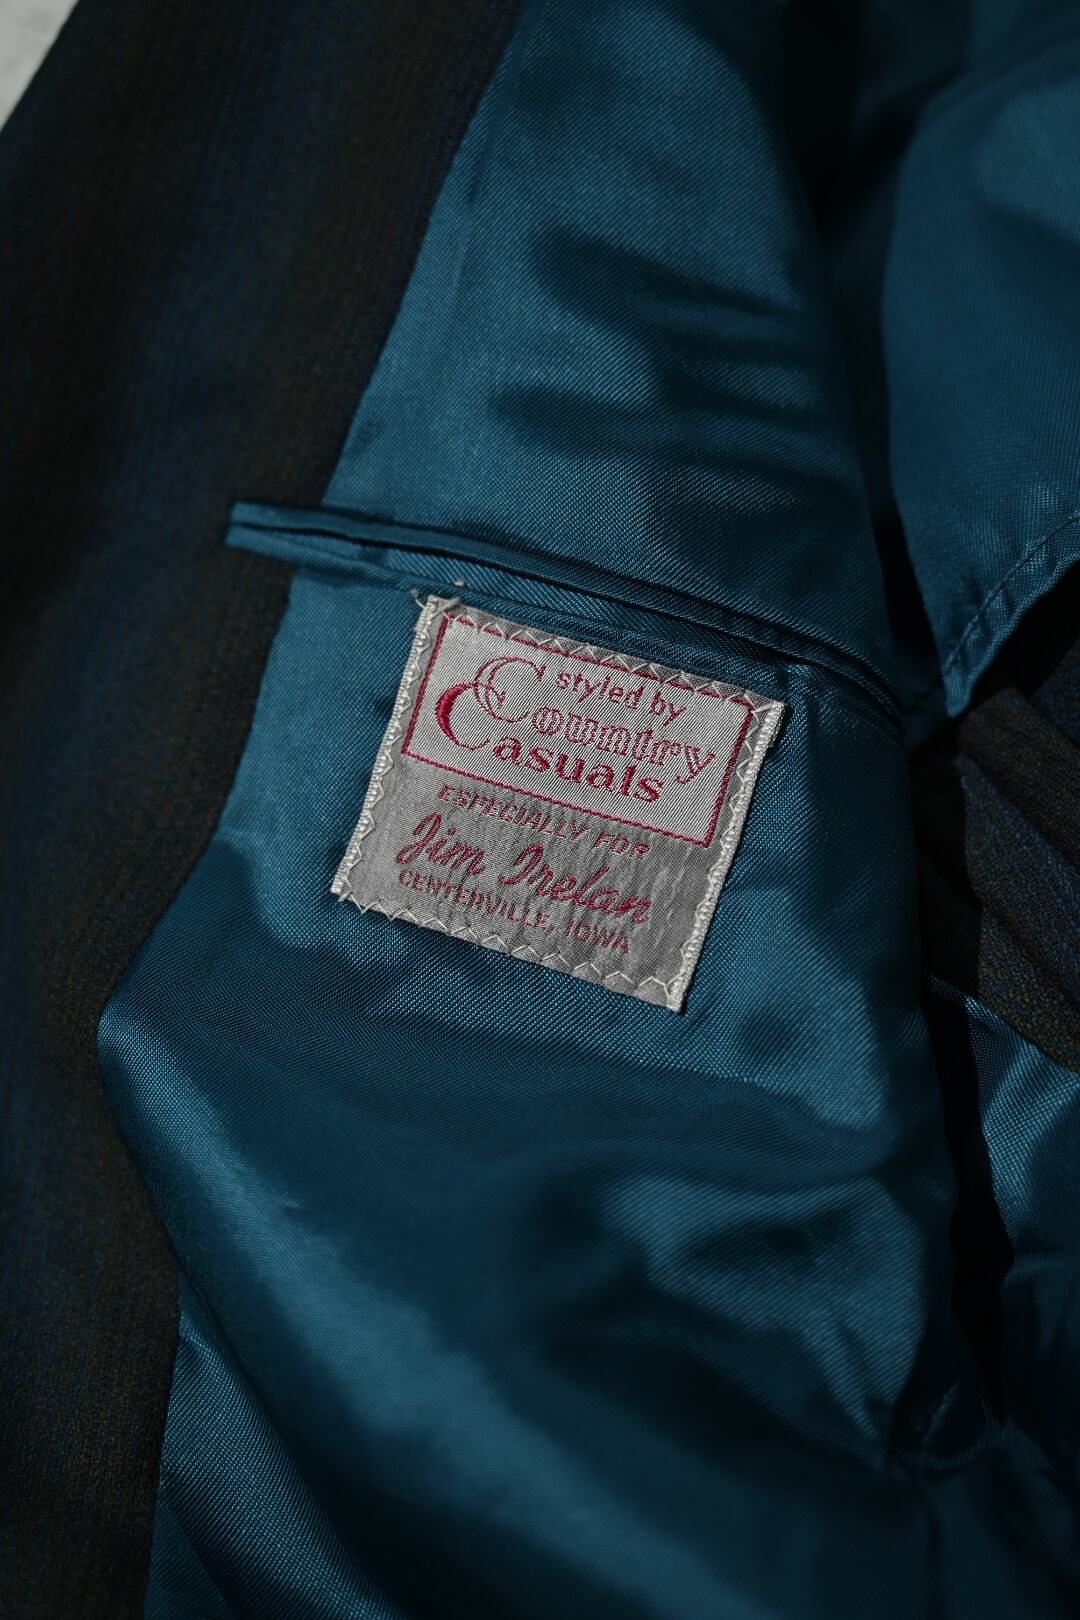 styled by
Country
Casuals
ESPECIALLY FOR
Jim Irelan
CENTERVILLE, IOWA